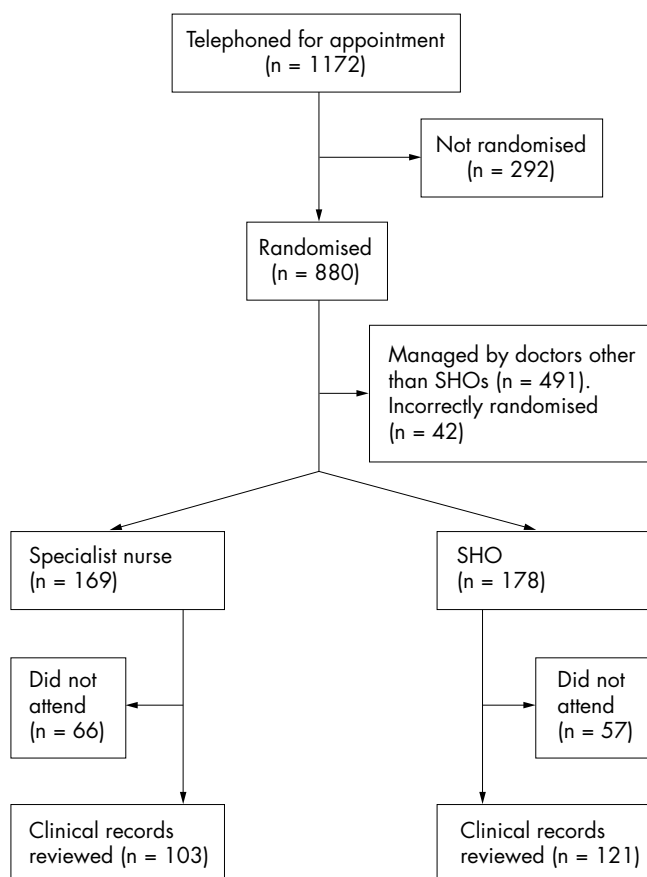 Telephoned for appointment
(n = 1172)
Not randomised
(n = 292)
Randomised
(n = 880)
Managed by doctors other
than SHOs (n = 491).
Incorrectly randomised
(n = 42)
Specialist nurse
(n = 169)
SHO
(n = 178)
Did not
attend
(n = 66)
Did not
attend
(n = 57)
Clinical records
reviewed (n = 103)
Clinical records
reviewed (n = 121)